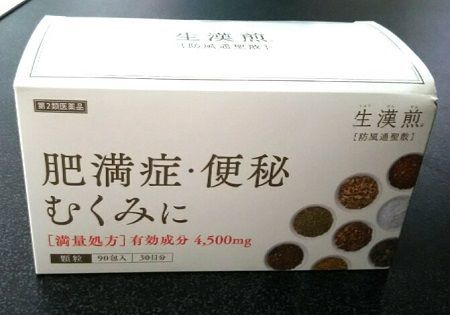 生漢煎®
[防風通聖散]
第2類医薬品
生漢煎®
[防風通聖散]
肥満症・便秘
むくみに
[満量処方]有効成分 4,500mg
顆粒 90包入 30日分